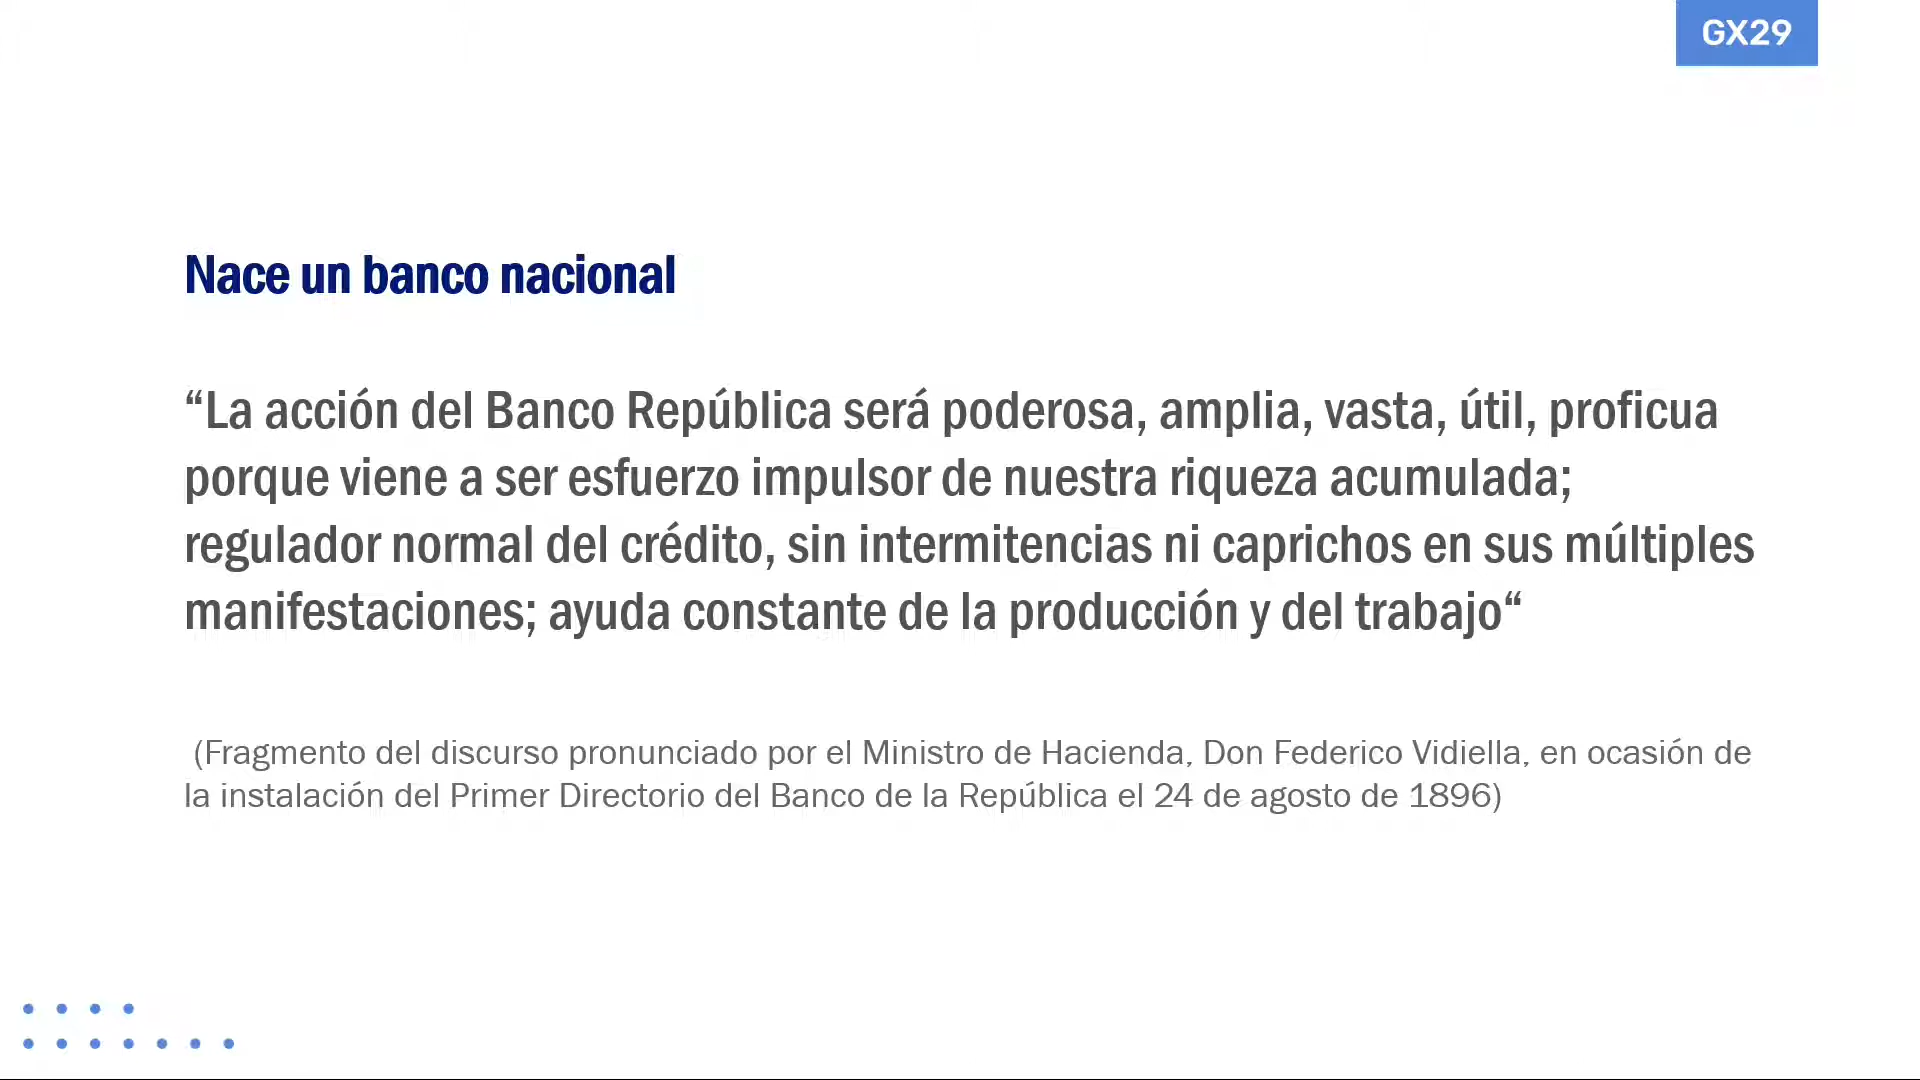 GX29
Nace un banco nacional
“La acción del Banco República será poderosa, amplia, vasta, útil, proficua
porque viene a ser esfuerzo impulsor de nuestra riqueza acumulada;
regulador normal del crédito, sin intermitencias ni caprichos en sus múltiples
manifestaciones; ayuda constante de la producción y del trabajo“
(Fragmento del discurso pronunciado por el Ministro de Hacienda, Don Federico Vidiella, en ocasión de
la instalación del Primer Directorio del Banco de la República el 24 de agosto de 1896)